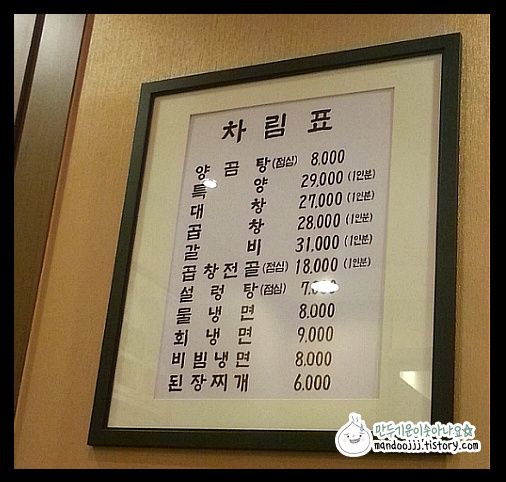 차림표
양곰탕(점심) 8,000
특양 29,000 (1인분)
대창 27,000 (1인분)
곱창 28,000 (1인분)
갈비 31,000 (1인분)
곱창전골(점심) 18,000 (1인분)
설렁탕(점심)
물냉면 8,000
회냉면 9,000
비빔냉면 8,000
된장찌개 6,000
만두기운이솟아나요☆
mandoojjj.tistory.com